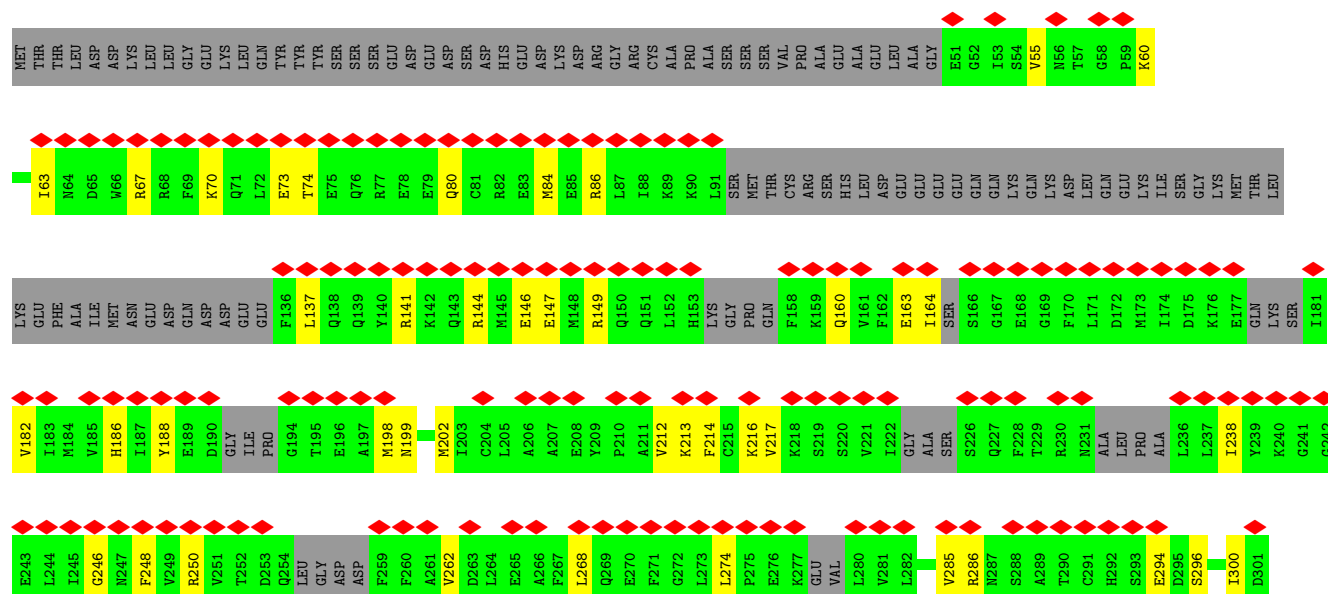 MET THR THR LEU ASP ASP LYS LEU LEU GLY GLU LYS LEU GLN TYR TYR TYR SER SER SER GLU ASP GLU ASP SER ASP HIS GLU ASP LYS ASP ARG GLY ARG CYS ALA PRO ALA SER SER SER VAL PRO ALA GLU ALA GLU LEU ALA GLY E51 G52 I53 S54 V55 N56 T57 G58 P59 K60
I63 N64 D65 W66 R67 R68 F69 K70 Q71 L72 E73 T74 E75 Q76 R77 E78 E79 Q80 C81 R82 E83 M84 E85 R86 L87 I88 K89 K90 L91 SER MET THR CYS ARG SER HIS LEU ASP GLU GLU GLU GLU GLN GLN LYS GLN LYS ASP LEU GLN GLU LYS ILE SER GLY LYS MET THR LEU
LYS GLU PHE ALA ILE MET ASN GLU ASP GLN ASP ASP GLU GLU F136 L137 Q138 Q139 Y140 R141 K142 Q143 R144 M145 E146 E147 M148 R149 Q150 Q151 L152 H153 LYS GLY PRO GLN F158 K159 Q160 V161 F162 E163 I164 SER S166 G167 E168 G169 F170 L171 D172 M173 I174 D175 K176 E177 GLN LYS SER I181
V182 I183 M184 V185 H186 I187 Y188 E189 D190 GLY ILE PRO G194 T195 E196 A197 M198 N199 M202 I203 C204 L205 A206 A207 E208 Y209 P210 A211 V212 K213 F214 C215 K216 V217 K218 S219 S220 V221 I222 GLY ALA SER S226 Q227 F228 T229 R230 N231 ALA LEU PRO ALA L236 L237 I238 Y239 K240 G241 G242
E243 L244 I245 G246 N247 F248 V249 R250 V251 T252 D253 Q254 LEU GLY ASP ASP F259 F260 A261 V262 D263 L264 E265 A266 F267 L268 Q269 E270 F271 G272 L273 L274 P275 E276 K277 GLU VAL L280 V281 L282 V285 R286 N287 S288 A289 T290 C291 H292 S293 E294 D295 S296 I300 D301